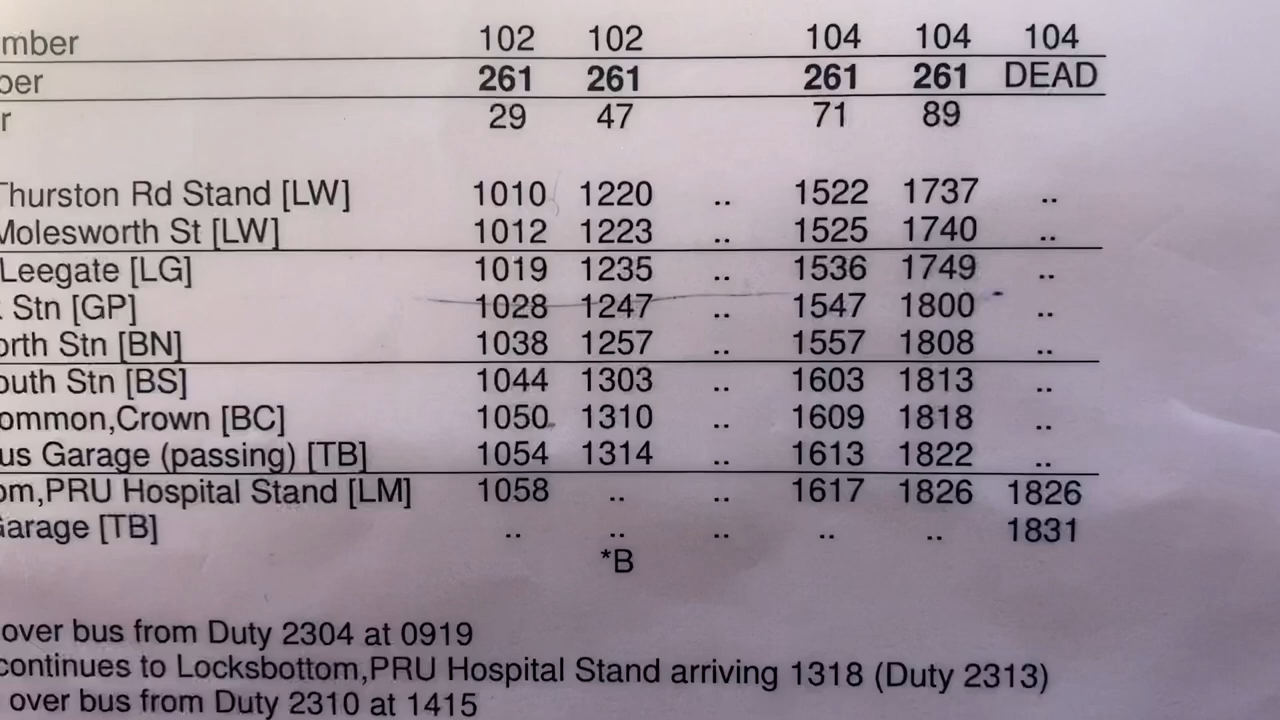 mber 102 102 104 104 104
ber 261 261 261 261 DEAD
r 29 47 71 89
Thurston Rd Stand [LW] 1010 1220 .. 1522 1737 ..
Molesworth St [LW] 1012 1223 .. 1525 1740 ..
Leegate [LG] 1019 1235 .. 1536 1749 ..
Stn [GP] 1028 1247 .. 1547 1800 ..
orth Stn [BN] 1038 1257 .. 1557 1808 ..
outh Stn [BS] 1044 1303 .. 1603 1813 ..
ommon,Crown [BC] 1050 1310 .. 1609 1818 ..
us Garage (passing) [TB] 1054 1314 .. 1613 1822 ..
om,PRU Hospital Stand [LM] 1058 .. .. 1617 1826 1826
Garage [TB] .. .. .. .. .. 1831
*B
over bus from Duty 2304 at 0919
continues to Locksbottom,PRU Hospital Stand arriving 1318 (Duty 2313)
over bus from Duty 2310 at 1415